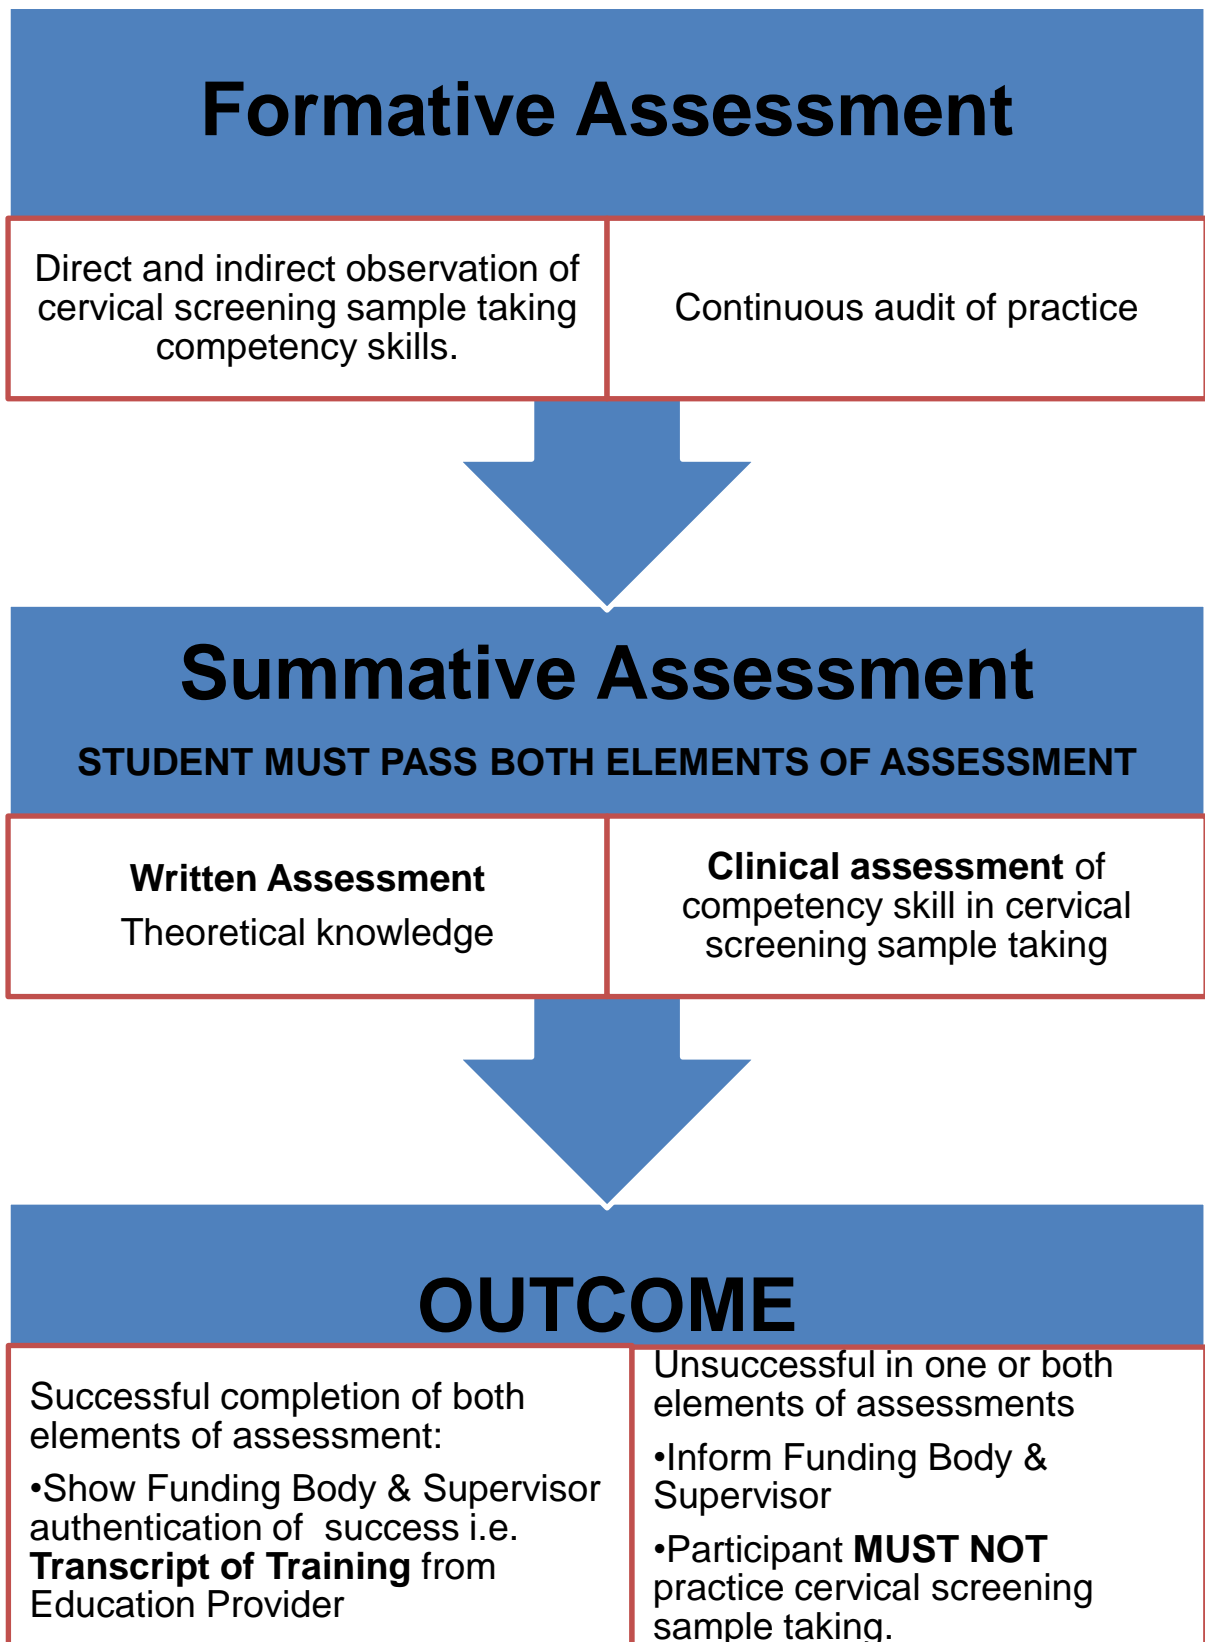 Formative Assessment
Direct and indirect observation of
cervical screening sample taking
competency skills.
Continuous audit of practice
Summative Assessment
STUDENT MUST PASS BOTH ELEMENTS OF ASSESSMENT
Written Assessment
Theoretical knowledge
Clinical assessment of
competency skill in cervical
screening sample taking
OUTCOME
Successful completion of both
elements of assessment:
•Show Funding Body & Supervisor
authentication of  success i.e.
Transcript of Training from
Education Provider
Unsuccessful in one or both
elements of assessments
•Inform Funding Body &
Supervisor
•Participant MUST NOT
practice cervical screening
sample taking.